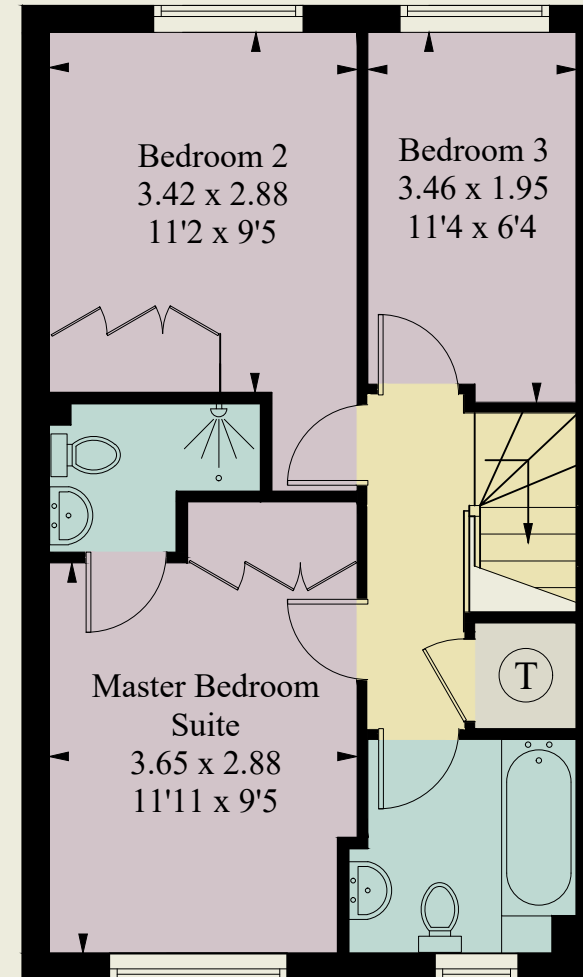 Bedroom 2
3.42 x 2.88
11'2 x 9'5
Bedroom 3
3.46 x 1.95
11'4 x 6'4
Master Bedroom
Suite
3.65 x 2.88
11'11 x 9'5
T